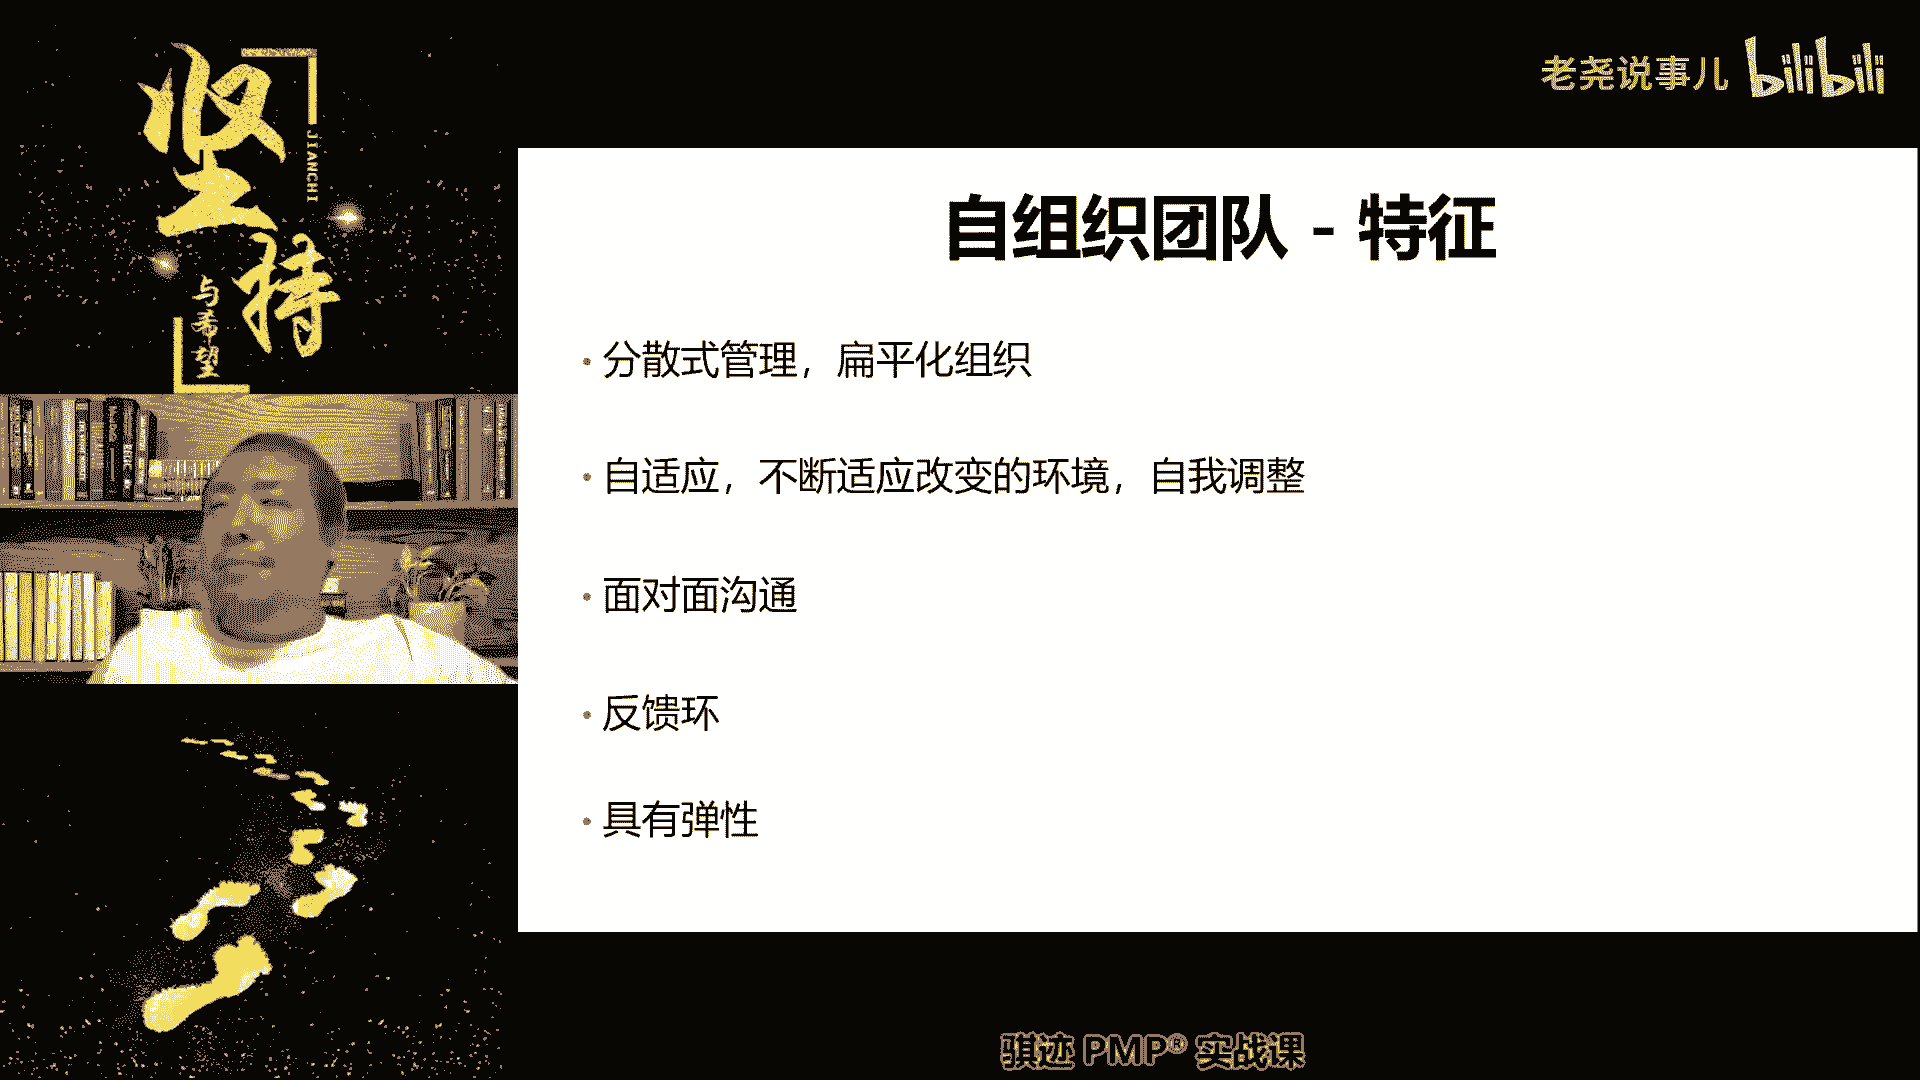 坚持
JIANCHI
与希望
老尧说事儿 bilibili
自组织团队 - 特征
• 分散式管理，扁平化组织
• 自适应，不断适应改变的环境，自我调整
• 面对面沟通
• 反馈环
• 具有弹性
骐迹 PMP® 实战课